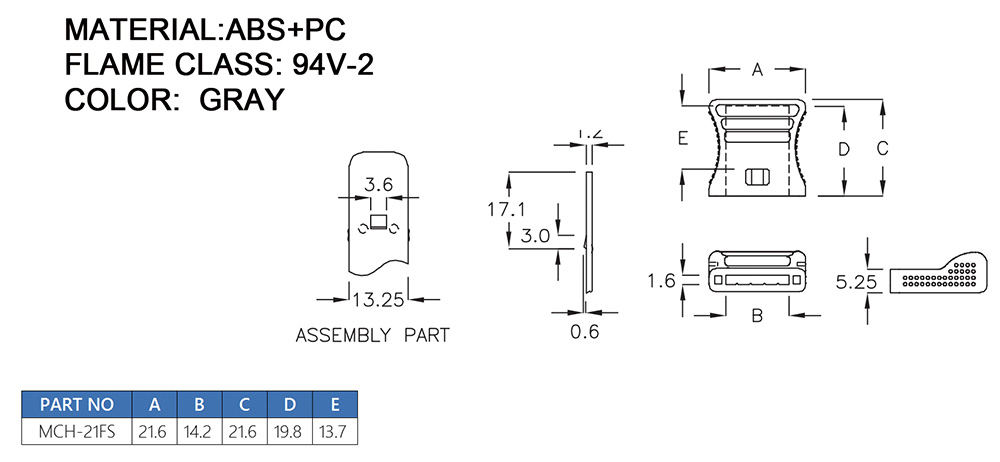 MATERIAL:ABS+PC
FLAME CLASS: 94V-2
COLOR: GRAY
A
1.2
E
D
C
3.6
17.1
3.0
1.6
5.25
13.25
B
0.6
ASSEMBLY PART
PART NO A B C D E
MCH-21FS 21.6 14.2 21.6 19.8 13.7